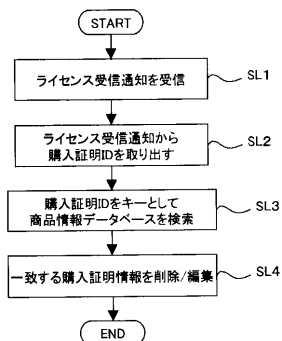 START
ライセンス受信通知を受信
SL1
ライセンス受信通知から
購入証明IDを取り出す
SL2
購入証明IDをキーとして
商品情報データベースを検索
SL3
一致する購入証明情報を削除/編集
SL4
END